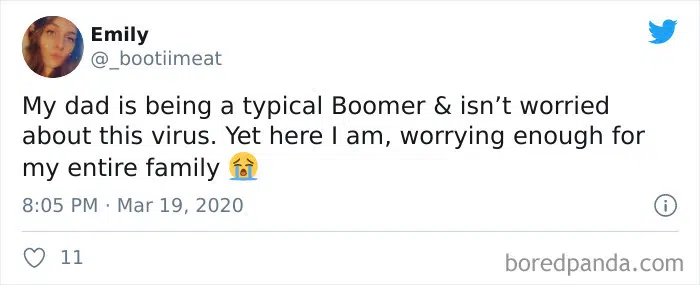 Emily
@_bootiimeat
My dad is being a typical Boomer & isn’t worried
about this virus. Yet here I am, worrying enough for
my entire family 😭
8:05 PM · Mar 19, 2020
11
boredpanda.com